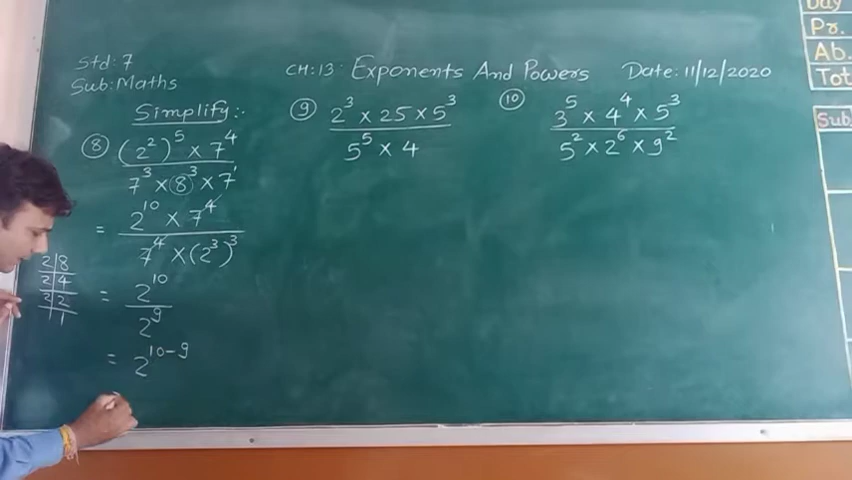 Std:7
Sub:Maths
CH:13: Exponents And Powers
Date:11/12/2020
Simplify:-
⑧ (2²)⁵ × 7⁴ / 7³ × 8³ × 7¹
= 2¹⁰ × 7⁴ / 7⁴ × (2³)³
= 2¹⁰ / 2⁹
= 2¹⁰⁻⁹
2|8
2|4
2|2
|1
⑨ 2³ × 25 × 5³ / 5⁵ × 4
⑩ 3⁵ × 4⁴ × 5³ / 5² × 2⁶ × 9²
Day
Pr.
Ab.
Tot
Sub.